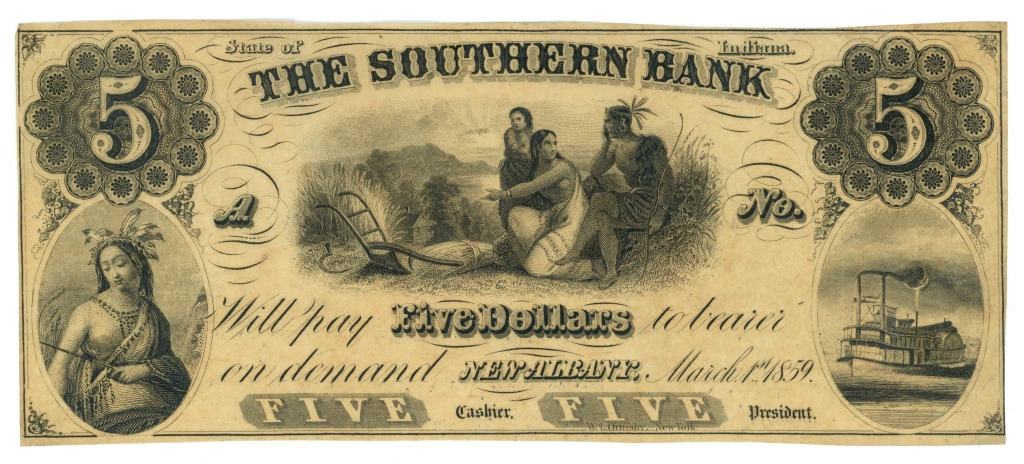 State of Indiana.
THE SOUTHERN BANK
5 5
A No.
Will pay Five Dollars to bearer
on demand NEW ALBANY. March 1st 1859.
FIVE Cashier. FIVE President.
W. L. Ormsby, New York.